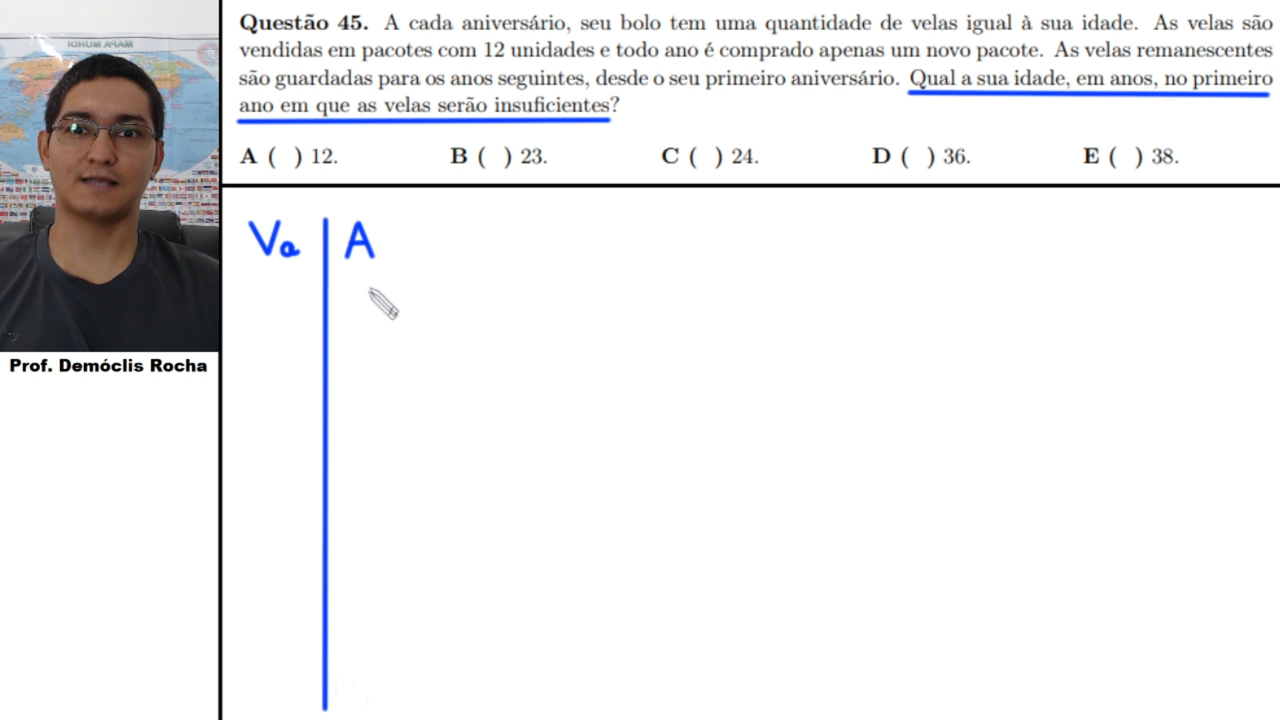 Questão 45. A cada aniversário, seu bolo tem uma quantidade de velas igual à sua idade. As velas são
vendidas em pacotes com 12 unidades e todo ano é comprado apenas um novo pacote. As velas remanescentes
são guardadas para os anos seguintes, desde o seu primeiro aniversário. Qual a sua idade, em anos, no primeiro
ano em que as velas serão insuficientes?
A ( ) 12. B ( ) 23. C ( ) 24. D ( ) 36. E ( ) 38.
Va A
Prof. Demóclis Rocha